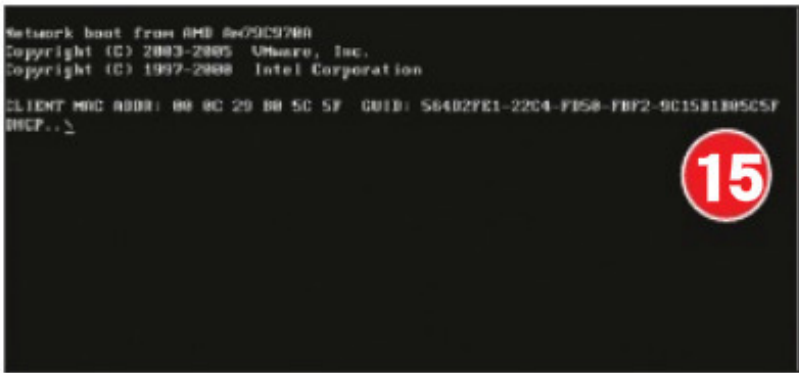 Network boot from AMD Am79C970A
Copyright (C) 2003-2005 VMware, Inc.
Copyright (C) 1997-2000 Intel Corporation
CLIENT MAC ADDR: 00 0C 29 B0 5C 5F GUID: 564D2FE1-22C4-FD50-FBF2-9C15B1B05C5F
DHCP..\
15